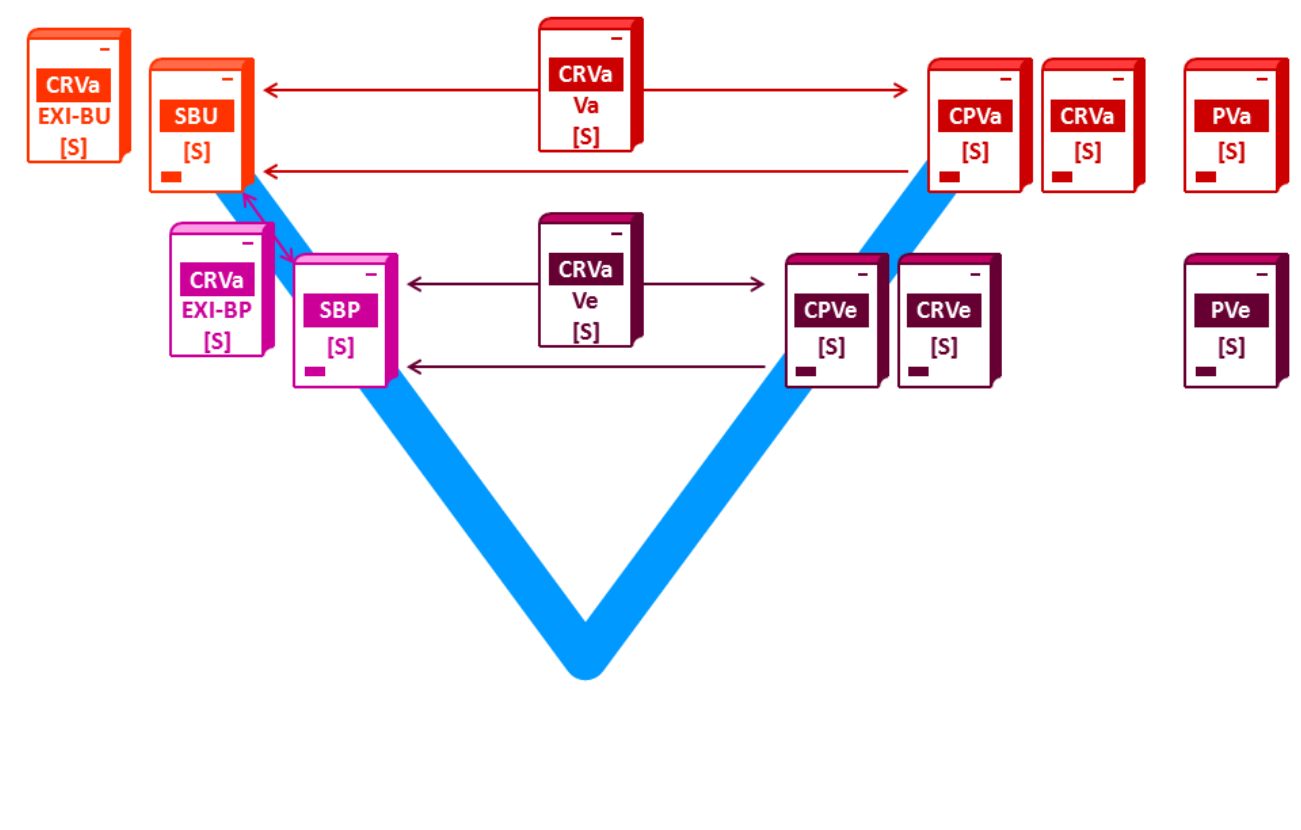 CRVa
EXI-BU
[S]
SBU
[S]
CRVa
Va
[S]
CPVa
[S]
CRVa
[S]
PVa
[S]
CRVa
EXI-BP
[S]
SBP
[S]
CRVa
Ve
[S]
CPVe
[S]
CRVe
[S]
PVe
[S]